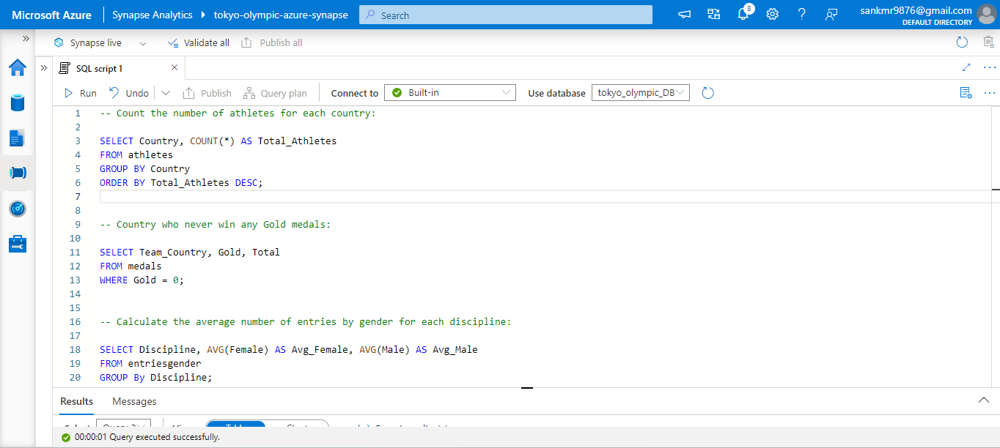 Microsoft Azure Synapse Analytics tokyo-olympic-azure-synapse Search 8 sankmr9876@gmail.com
DEFAULT DIRECTORY
Synapse live Validate all Publish all
SQL script 1
Run Undo Publish Query plan Connect to Built-in Use database tokyo_olympic_DB
1 -- Count the number of athletes for each country:
2
3 SELECT Country, COUNT(*) AS Total_Athletes
4 FROM athletes
5 GROUP BY Country
6 ORDER BY Total_Athletes DESC;
7
8
9 -- Country who never win any Gold medals:
10
11 SELECT Team_Country, Gold, Total
12 FROM medals
13 WHERE Gold = 0;
14
15
16 -- Calculate the average number of entries by gender for each discipline:
17
18 SELECT Discipline, AVG(Female) AS Avg_Female, AVG(Male) AS Avg_Male
19 FROM entriesgender
20 GROUP By Discipline;
Results Messages
00:00:01 Query executed successfully.